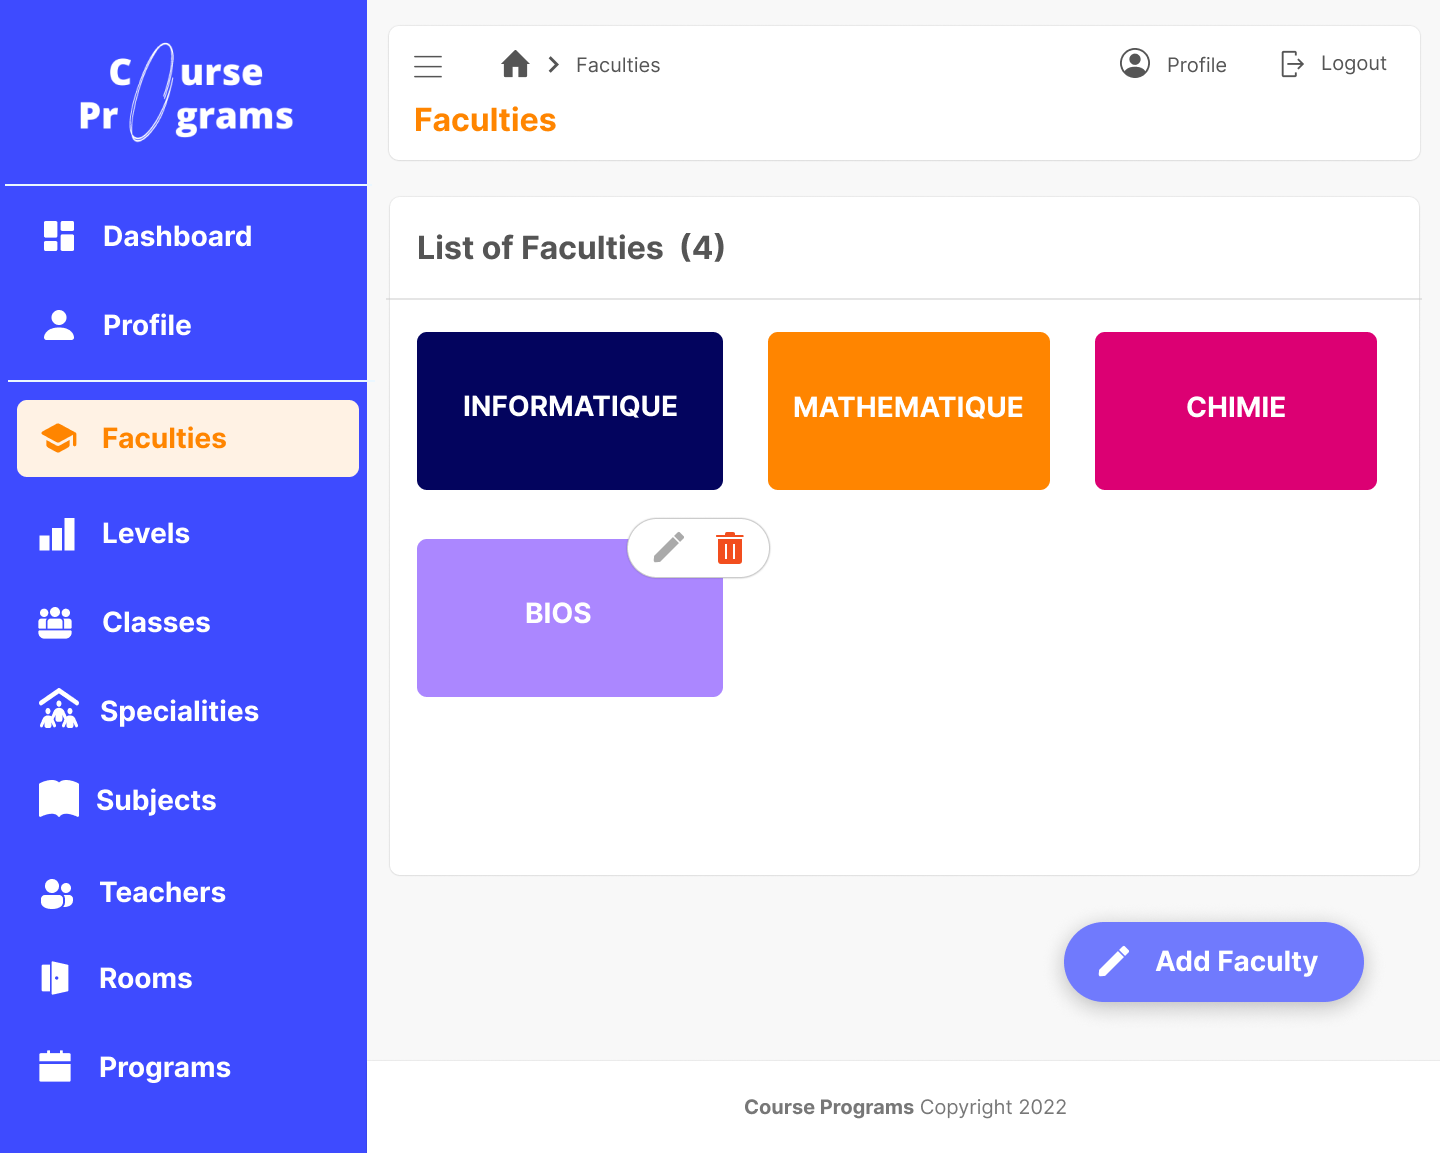 C urse
Pr grams
Dashboard
Profile
Faculties
Levels
Classes
Specialities
Subjects
Teachers
Rooms
Programs
Faculties
Profile
Logout
Faculties
List of Faculties (4)
INFORMATIQUE
MATHEMATIQUE
CHIMIE
BIOS
Add Faculty
Course Programs Copyright 2022